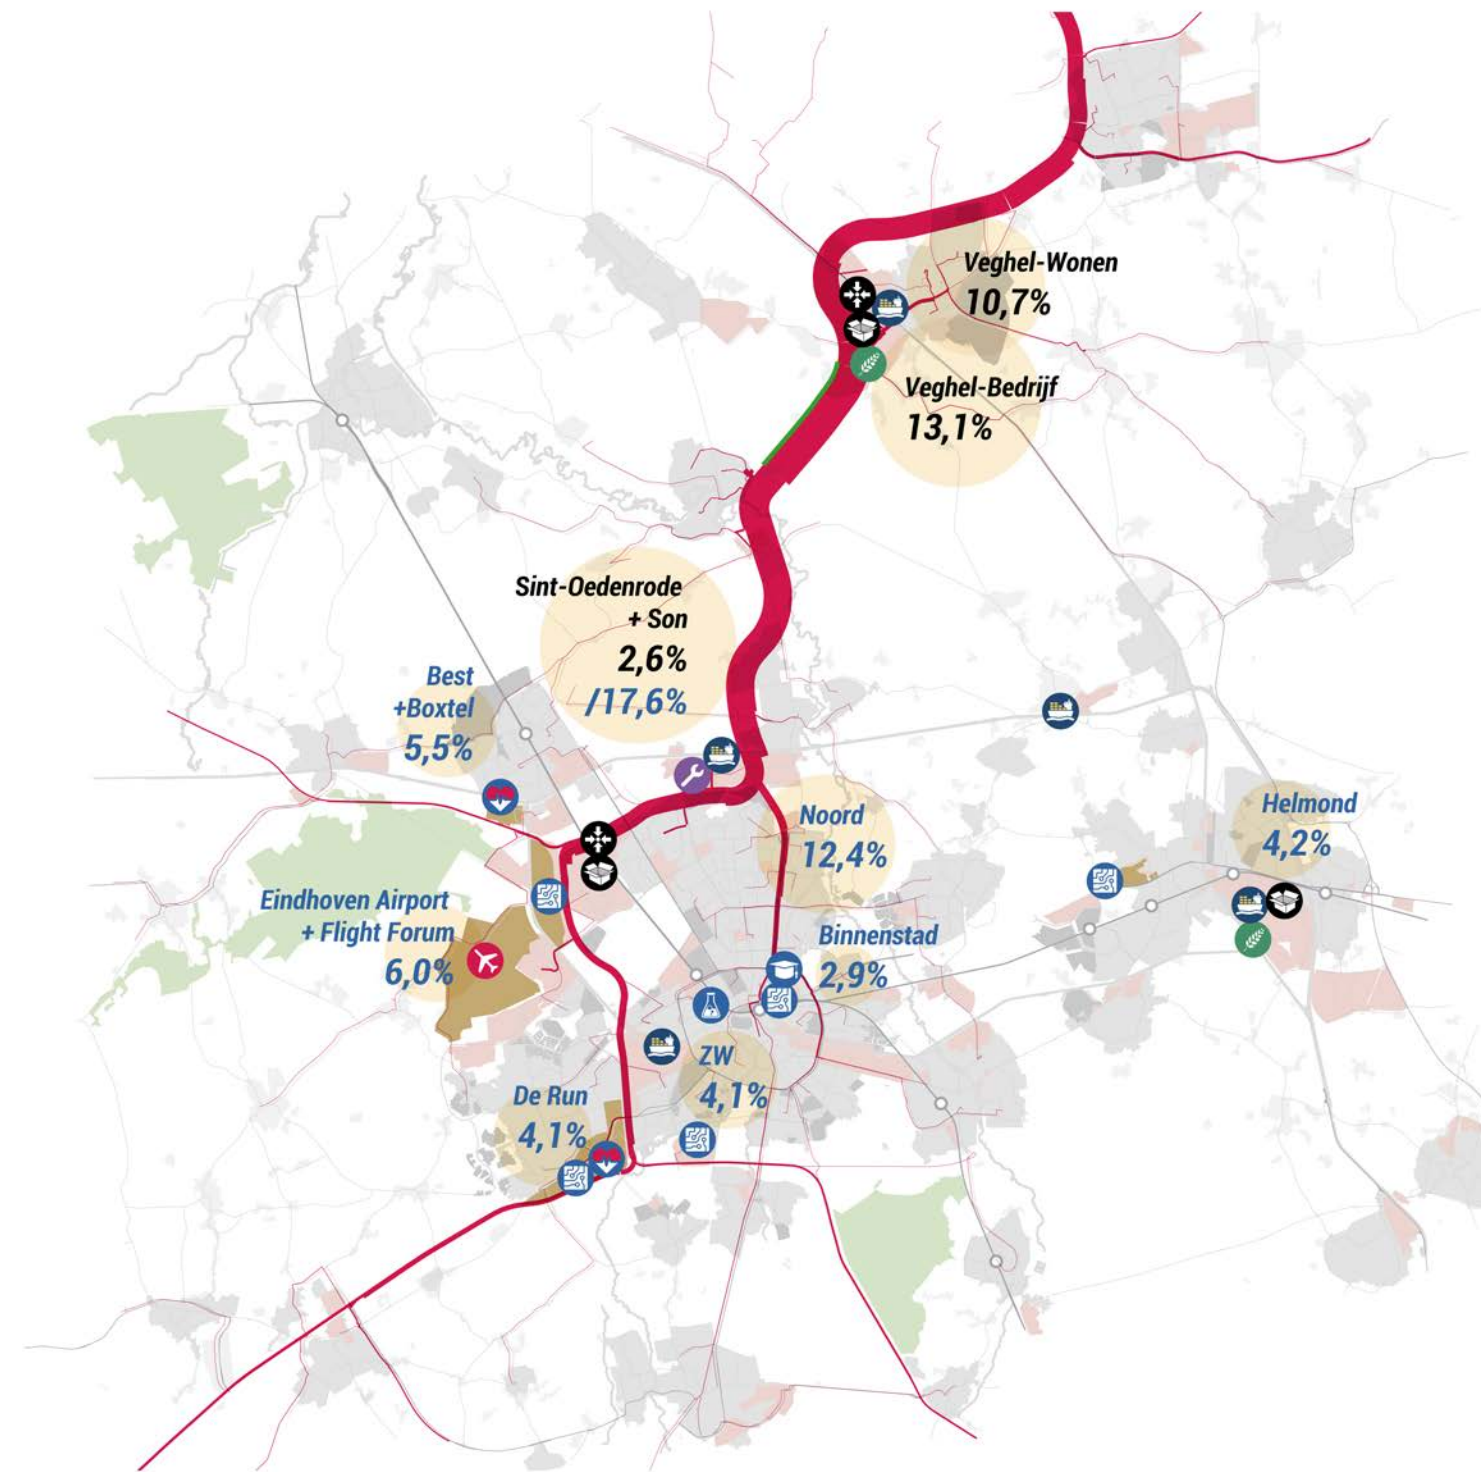 Veghel-Wonen
10,7%
Veghel-Bedrijf
13,1%
Sint-Oedenrode
+ Son
2,6%
/17,6%
Best
+Boxtel
5,5%
Noord
12,4%
Helmond
4,2%
Eindhoven Airport
+ Flight Forum
6,0%
Binnenstad
2,9%
ZW
4,1%
De Run
4,1%